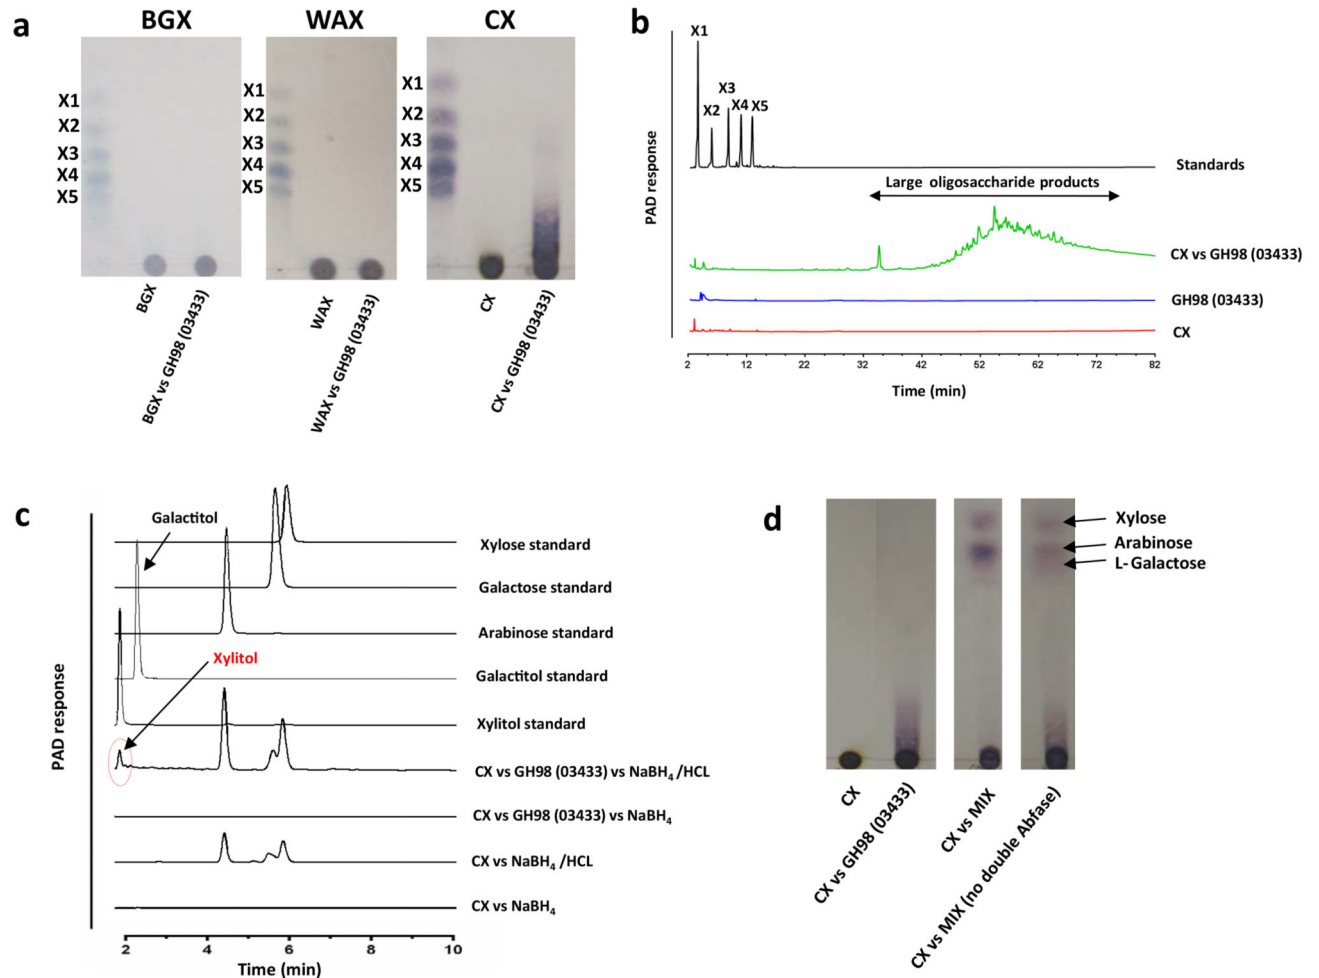 a
BGX
WAX
CX
X1
X2
X3
X4
X5
X1
X2
X3
X4
X5
X1
X2
X3
X4
X5
BGX
BGX vs GH98 (03433)
WAX
WAX vs GH98 (03433)
CX
CX vs GH98 (03433)
b
PAD response
X1
X2
X3
X4
X5
Standards
Large oligosaccharide products
CX vs GH98 (03433)
GH98 (03433)
CX
2 12 22 32 42 52 62 72 82
Time (min)
c
PAD response
Galactitol
Xylitol
Xylose standard
Galactose standard
Arabinose standard
Galactitol standard
Xylitol standard
CX vs GH98 (03433) vs NaBH4 /HCL
CX vs GH98 (03433) vs NaBH4
CX vs NaBH4 /HCL
CX vs NaBH4
2 4 6 8 10
Time (min)
d
Xylose
Arabinose
L-Galactose
CX
CX vs GH98 (03433)
CX vs MIX
CX vs MIX (no double Abfase)